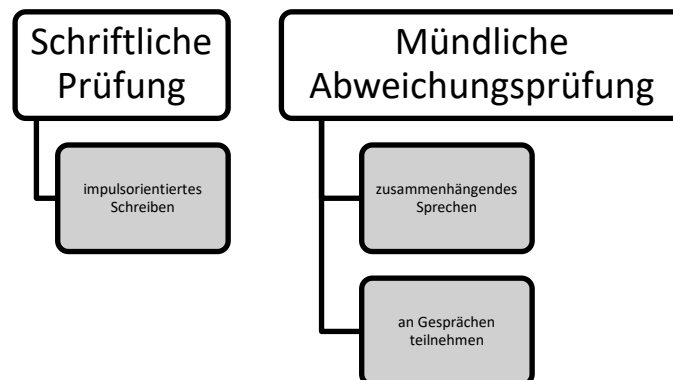 Schriftliche
Prüfung
impulsorientiertes
Schreiben
Mündliche
Abweichungsprüfung
zusammenhängendes
Sprechen
an Gesprächen
teilnehmen